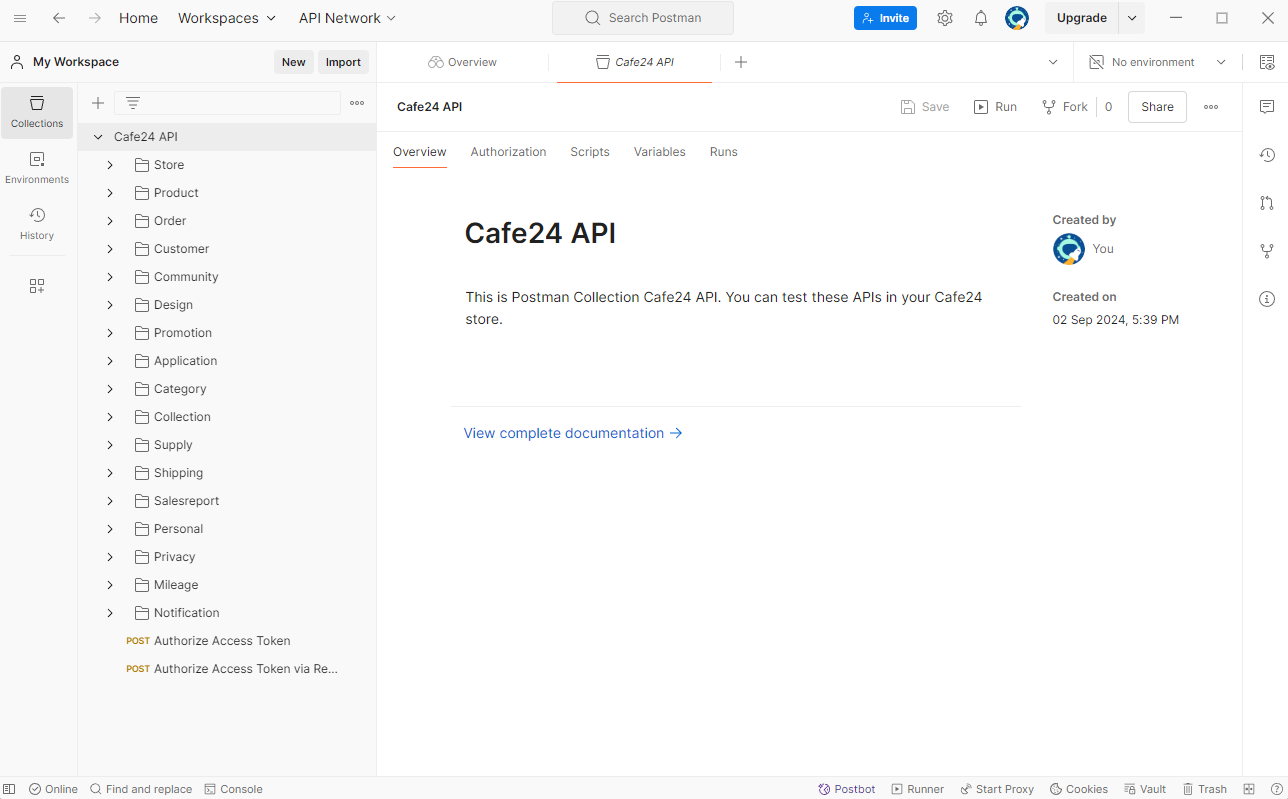 Home
Workspaces
API Network
Search Postman
Invite
Upgrade
My Workspace
New
Import
Overview
Cafe24 API
No environment
Collections
Environments
History
Cafe24 API
Store
Product
Order
Customer
Community
Design
Promotion
Application
Category
Collection
Supply
Shipping
Salesreport
Personal
Privacy
Mileage
Notification
POST Authorize Access Token
POST Authorize Access Token via Re...
Cafe24 API
Save
Run
Fork
0
Share
Overview
Authorization
Scripts
Variables
Runs
Cafe24 API
This is Postman Collection Cafe24 API. You can test these APIs in your Cafe24
store.
View complete documentation →
Created by
You
Created on
02 Sep 2024, 5:39 PM
Online
Find and replace
Console
Postbot
Runner
Start Proxy
Cookies
Vault
Trash